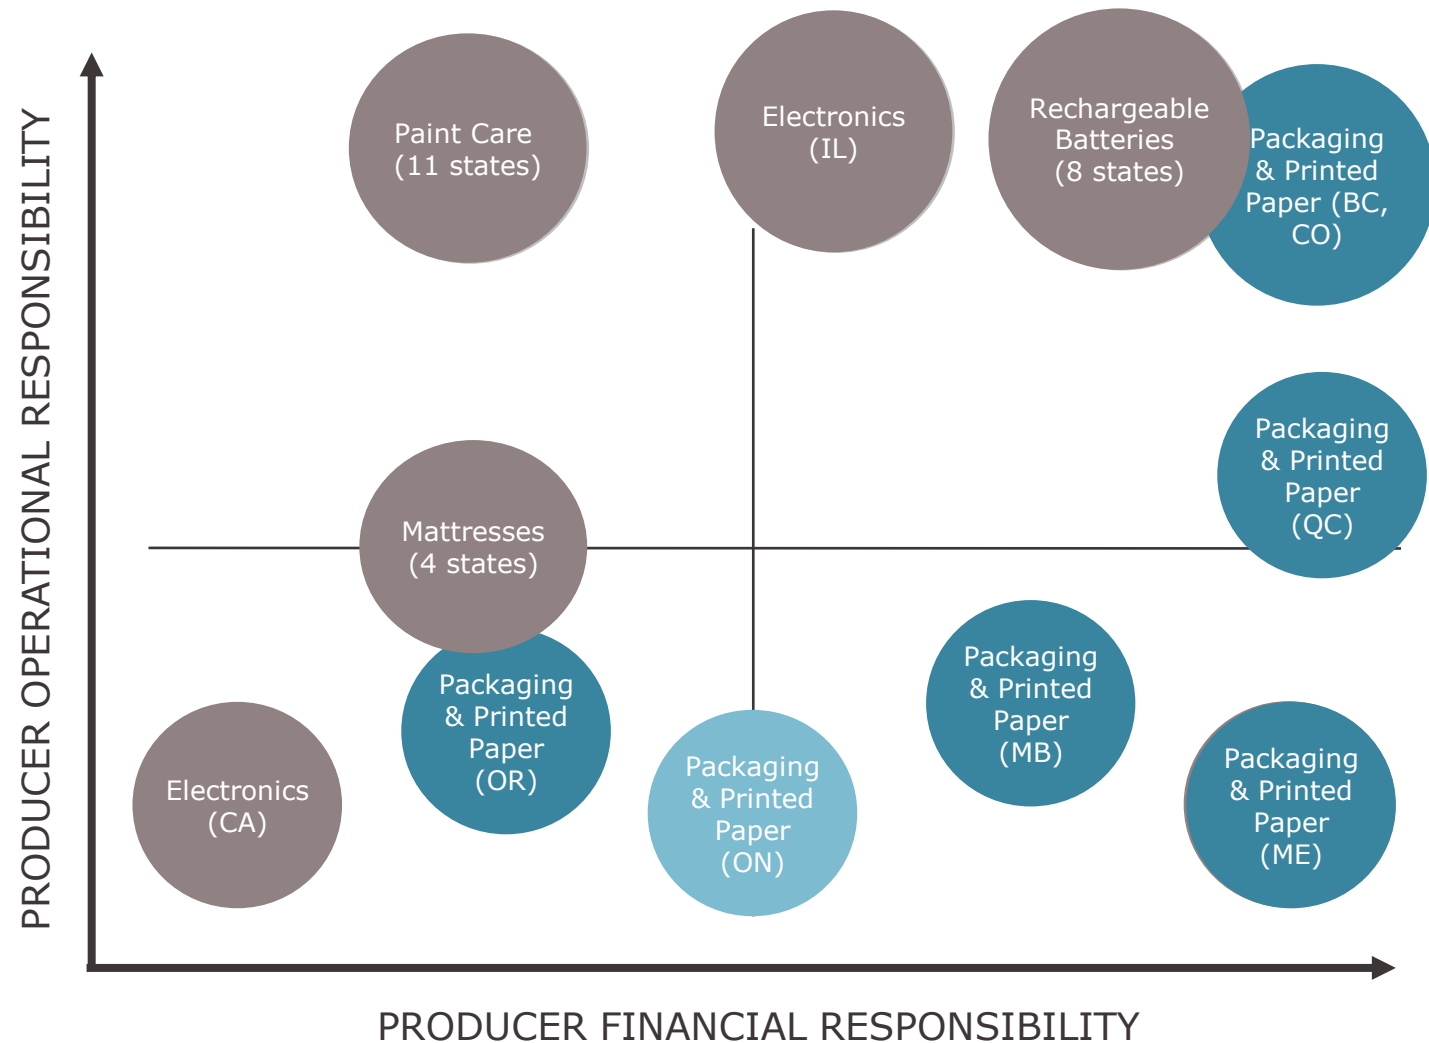 PRODUCER OPERATIONAL RESPONSIBILITY
Paint Care
(11 states)
Electronics
(IL)
Rechargeable
Batteries
(8 states)
Packaging
& Printed
Paper (BC,
CO)
Packaging
& Printed
Paper
(QC)
Mattresses
(4 states)
Packaging
& Printed
Paper
(OR)
Packaging
& Printed
Paper
(MB)
Electronics
(CA)
Packaging
& Printed
Paper
(ON)
Packaging
& Printed
Paper
(ME)
PRODUCER FINANCIAL RESPONSIBILITY